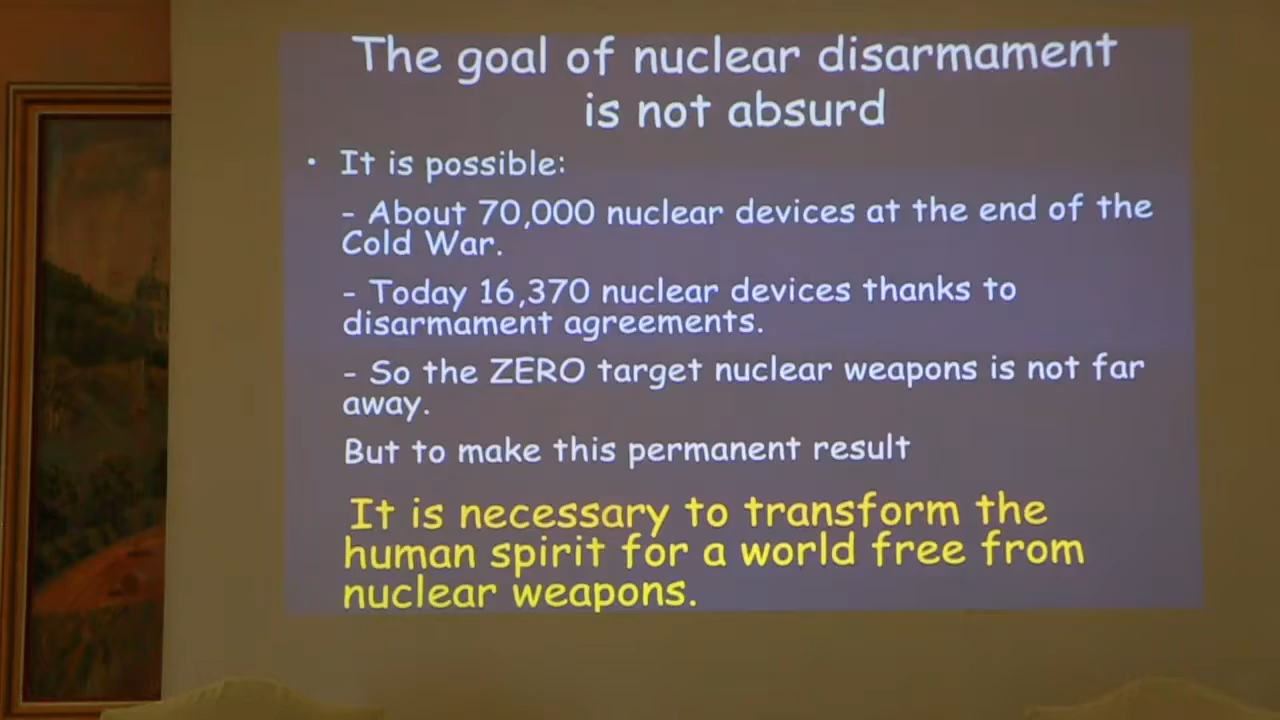 The goal of nuclear disarmament
is not absurd
• It is possible:
- About 70,000 nuclear devices at the end of the
Cold War.
- Today 16,370 nuclear devices thanks to
disarmament agreements.
- So the ZERO target nuclear weapons is not far
away.
But to make this permanent result
It is necessary to transform the
human spirit for a world free from
nuclear weapons.